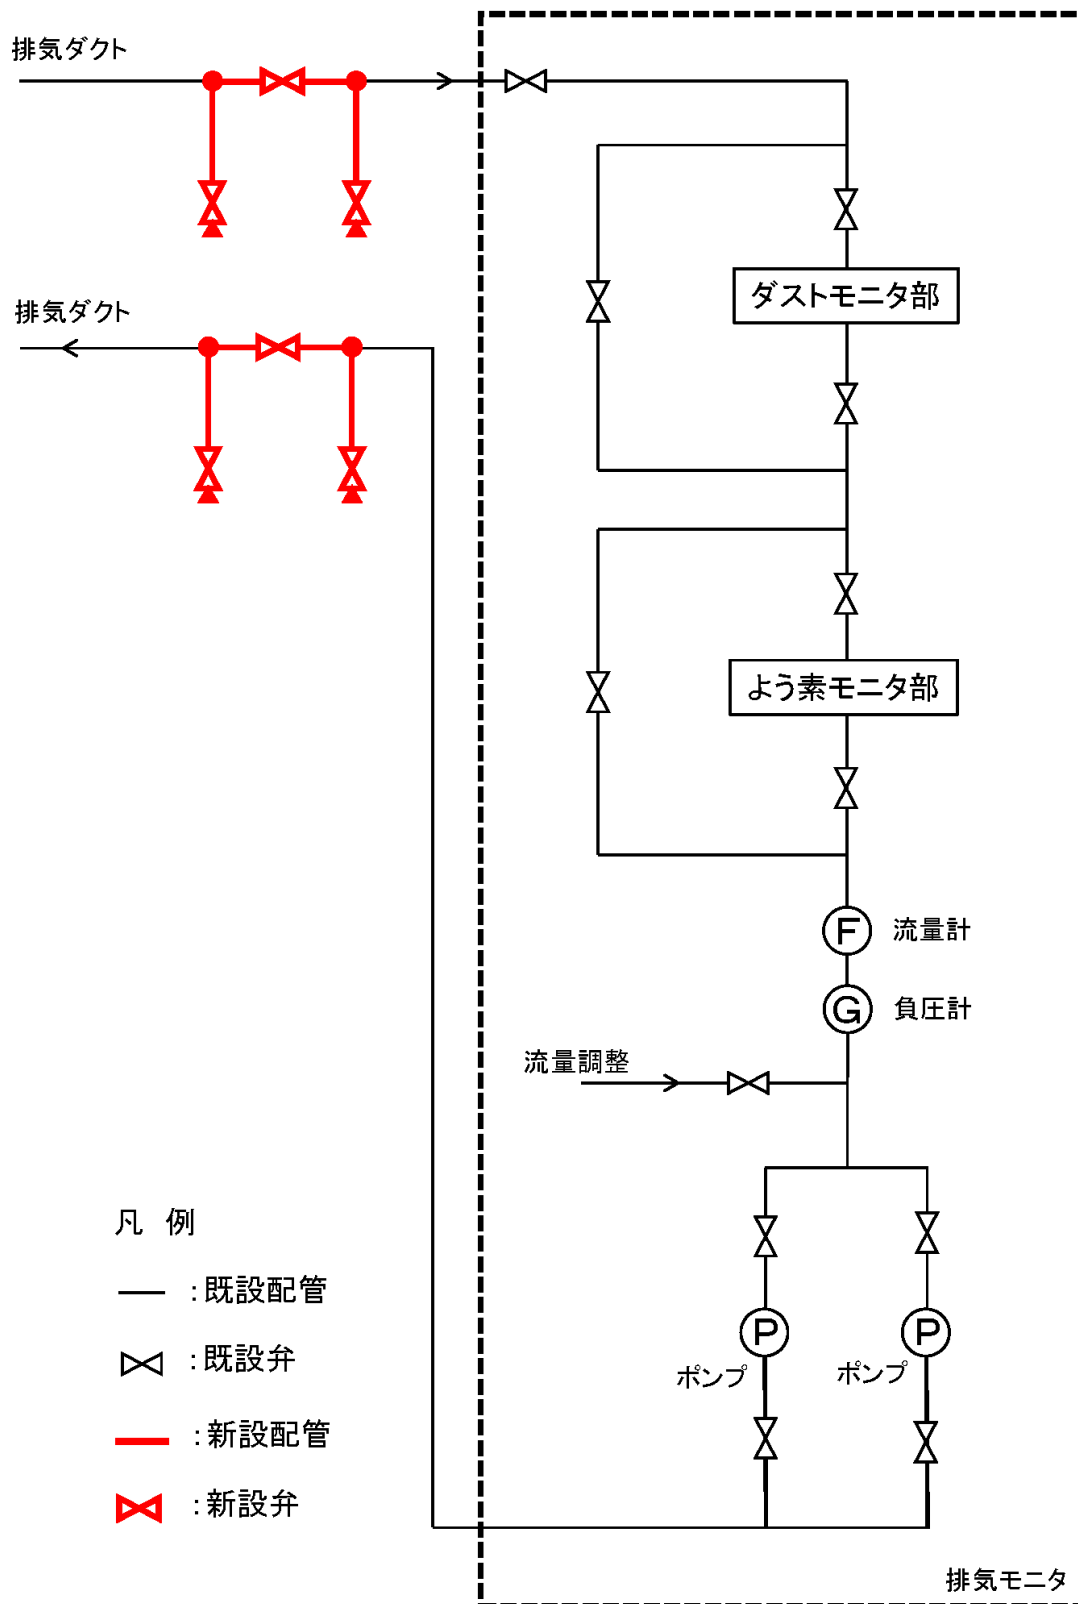 排気ダクト
排気ダクト
ダストモニタ部
よう素モニタ部
F 流量計
G 負圧計
流量調整
P
ポンプ
P
ポンプ
凡 例
：既設配管
：既設弁
：新設配管
：新設弁
排気モニタ